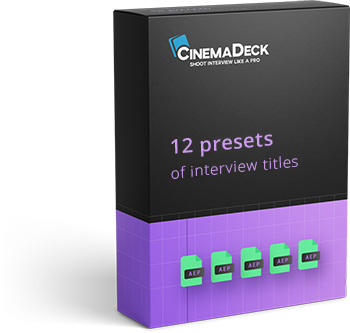 CINEMADECK
SHOOT INTERVIEW LIKE A PRO
12 presets
of interview titles
AEP
AEP
AEP
AEP
AEP